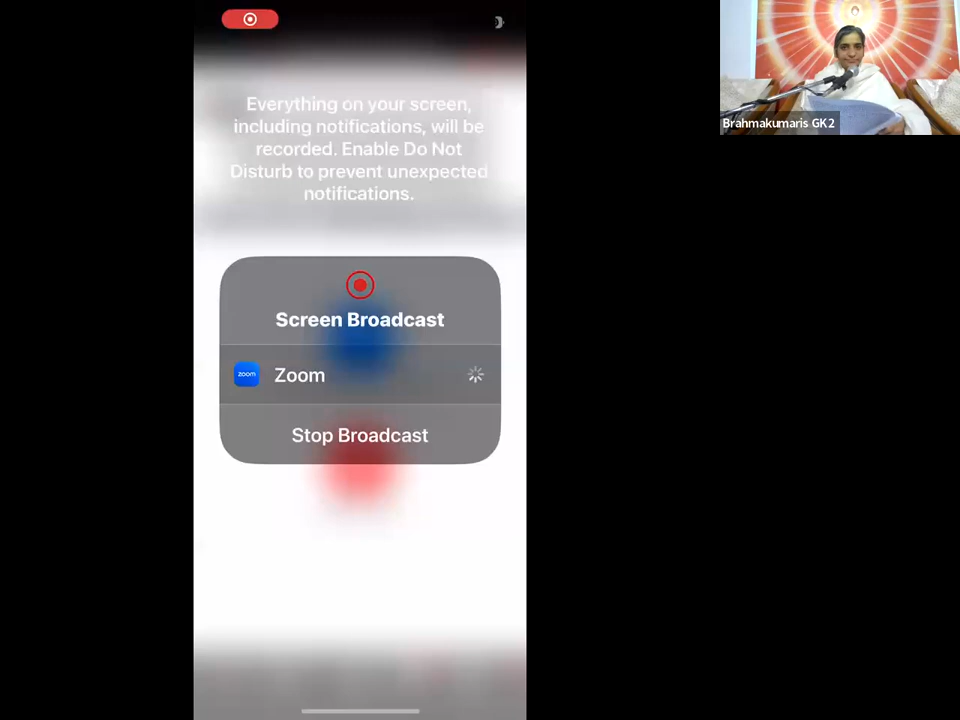 Everything on your screen,
including notifications, will be
recorded. Enable Do Not
Disturb to prevent unexpected
notifications.
Screen Broadcast
zoom
Zoom
Stop Broadcast
Brahmakumaris GK2